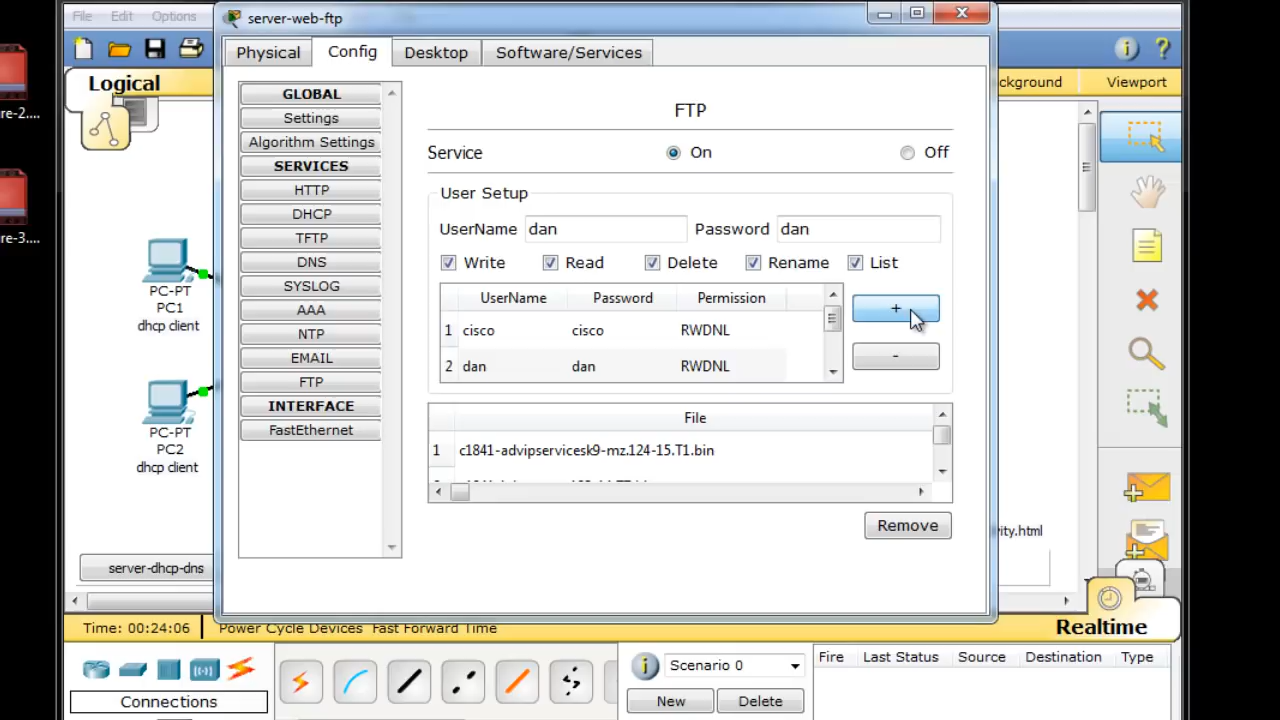 File Edit Options
server-web-ftp
Physical Config Desktop Software/Services
Logical
ckground Viewport
re-2....
re-3....
GLOBAL
Settings
Algorithm Settings
SERVICES
HTTP
DHCP
TFTP
DNS
SYSLOG
AAA
NTP
EMAIL
FTP
INTERFACE
FastEthernet
FTP
Service On Off
User Setup
UserName dan Password dan
Write Read Delete Rename List
UserName Password Permission
1 cisco cisco RWDNL
2 dan dan RWDNL
+
-
File
1 c1841-advipservicesk9-mz.124-15.T1.bin
Remove
PC-PT
PC1
dhcp client
PC-PT
PC2
dhcp client
server-dhcp-dns
vity.html
Time: 00:24:06 Power Cycle Devices Fast Forward Time
Realtime
Connections
Scenario 0
New Delete
Fire Last Status Source Destination Type